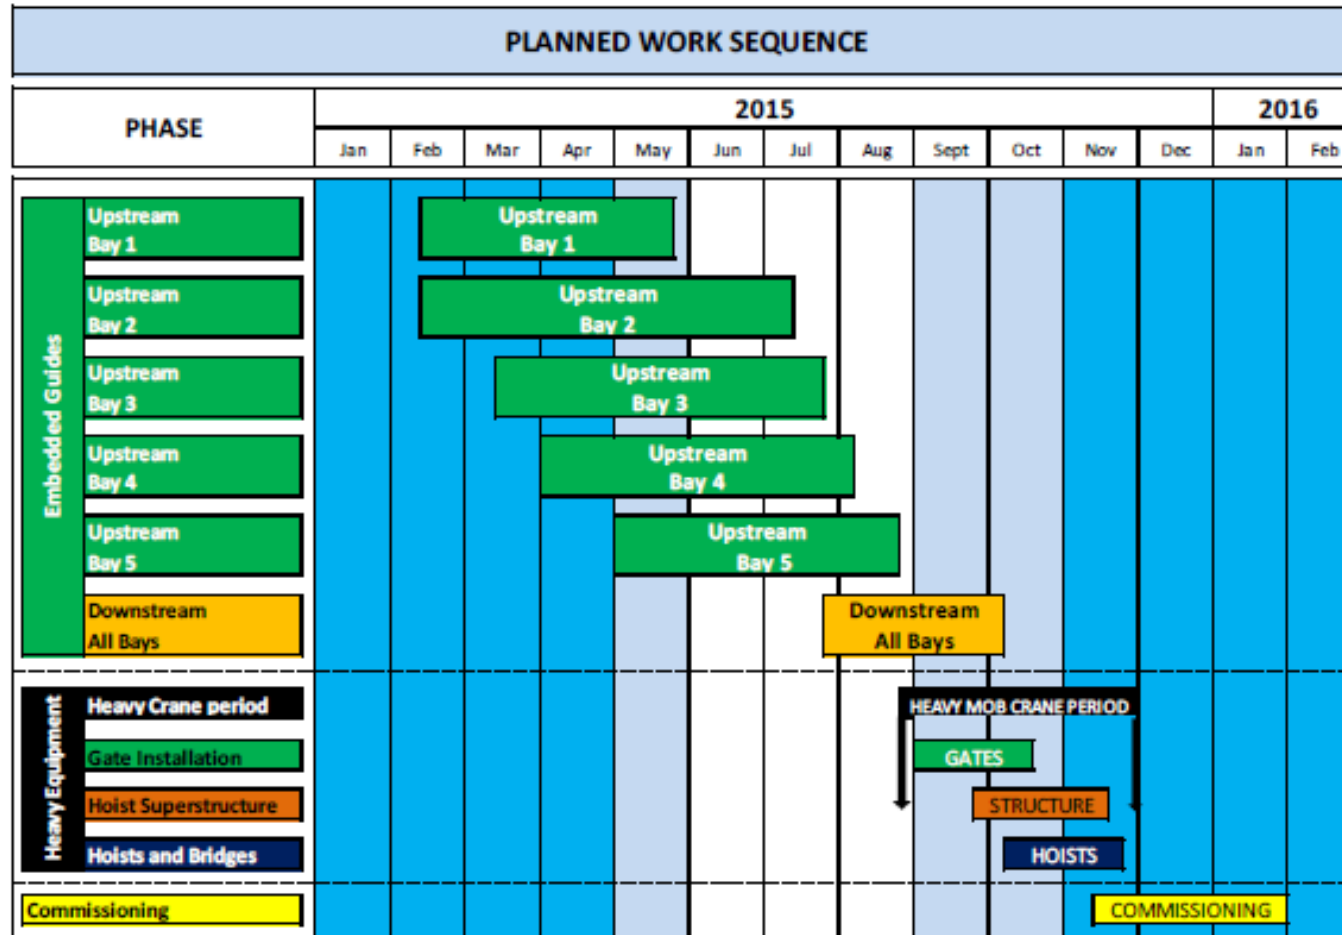 PLANNED WORK SEQUENCE
PHASE
2015
2016
Jan Feb Mar Apr May Jun Jul Aug Sept Oct Nov Dec Jan Feb
Embedded Guides
Upstream
Bay 1
Upstream
Bay 1
Upstream
Bay 2
Upstream
Bay 2
Upstream
Bay 3
Upstream
Bay 3
Upstream
Bay 4
Upstream
Bay 4
Upstream
Bay 5
Upstream
Bay 5
Downstream
All Bays
Downstream
All Bays
Heavy Equipment
Heavy Crane period
HEAVY MOB CRANE PERIOD
Gate Installation
GATES
Hoist Superstructure
STRUCTURE
Hoists and Bridges
HOISTS
Commissioning
COMMISSIONING